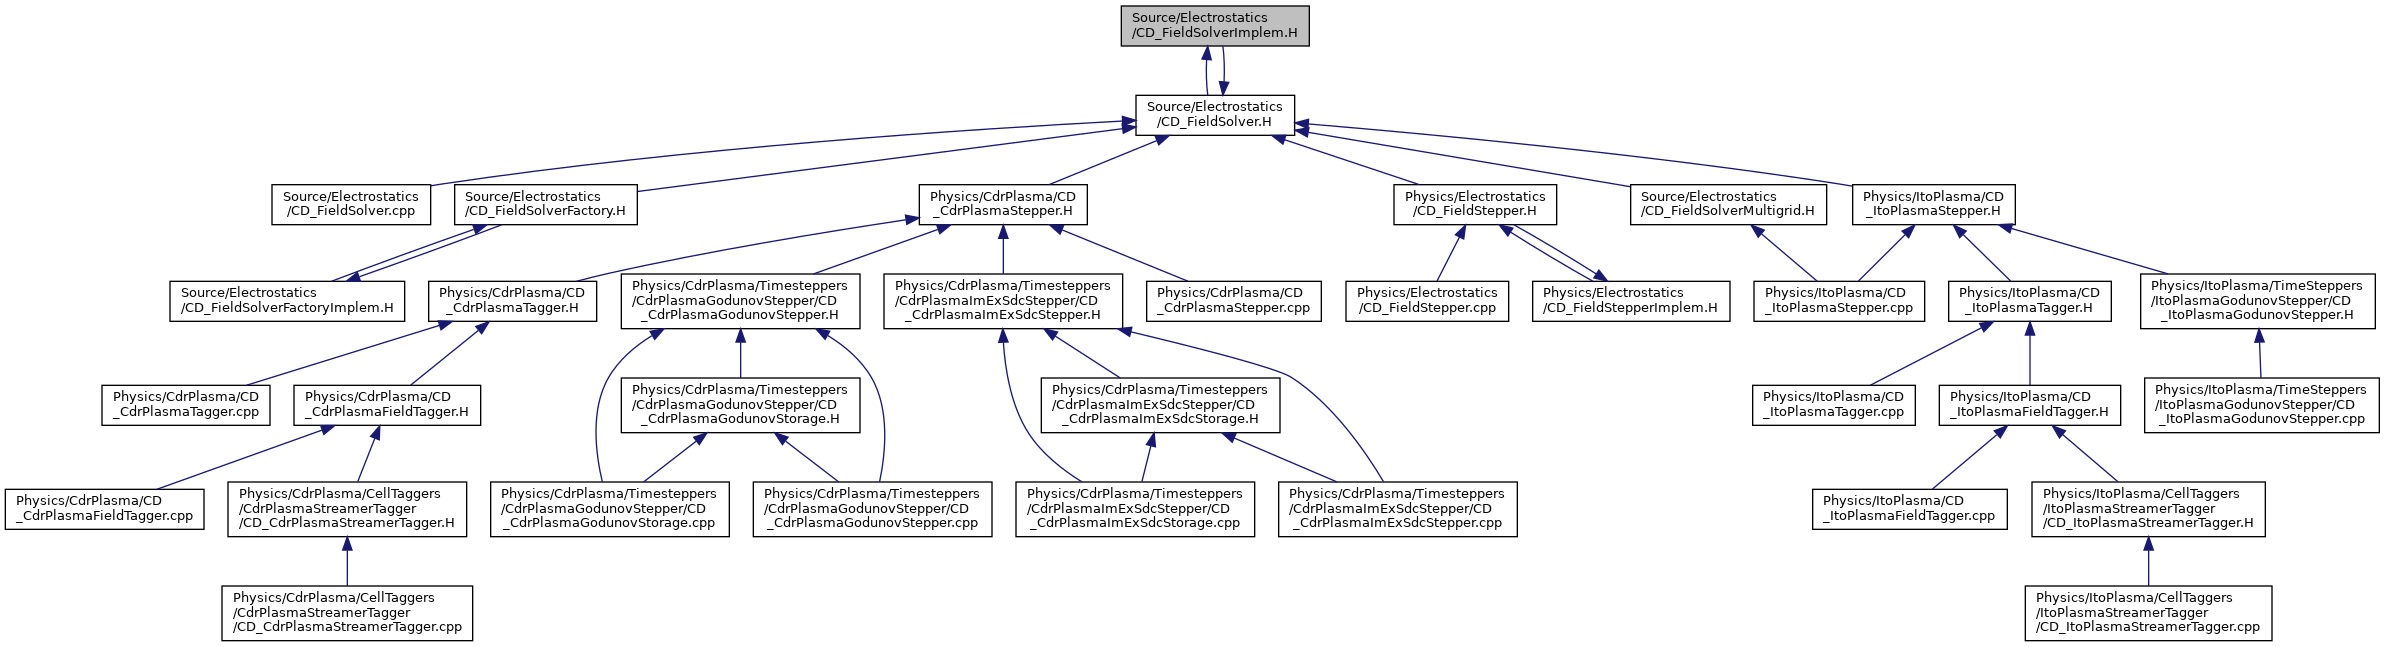 Source/Electrostatics
/CD_FieldSolverImplem.H
Source/Electrostatics
/CD_FieldSolver.H
Source/Electrostatics
/CD_FieldSolver.cpp
Source/Electrostatics
/CD_FieldSolverFactory.H
Physics/CdrPlasma/CD
_CdrPlasmaStepper.H
Physics/Electrostatics
/CD_FieldStepper.H
Source/Electrostatics
/CD_FieldSolverMultigrid.H
Physics/ItoPlasma/CD
_ItoPlasmaStepper.H
Source/Electrostatics
/CD_FieldSolverFactoryImplem.H
Physics/CdrPlasma/CD
_CdrPlasmaTagger.H
Physics/CdrPlasma/Timesteppers
/CdrPlasmaGodunovStepper/CD
_CdrPlasmaGodunovStepper.H
Physics/CdrPlasma/Timesteppers
/CdrPlasmaImExSdcStepper/CD
_CdrPlasmaImExSdcStepper.H
Physics/CdrPlasma/CD
_CdrPlasmaStepper.cpp
Physics/Electrostatics
/CD_FieldStepper.cpp
Physics/Electrostatics
/CD_FieldStepperImplem.H
Physics/ItoPlasma/CD
_ItoPlasmaStepper.cpp
Physics/ItoPlasma/CD
_ItoPlasmaTagger.H
Physics/ItoPlasma/TimeSteppers
/ItoPlasmaGodunovStepper/CD
_ItoPlasmaGodunovStepper.H
Physics/CdrPlasma/CD
_CdrPlasmaTagger.cpp
Physics/CdrPlasma/CD
_CdrPlasmaFieldTagger.H
Physics/CdrPlasma/Timesteppers
/CdrPlasmaGodunovStepper/CD
_CdrPlasmaGodunovStorage.H
Physics/CdrPlasma/Timesteppers
/CdrPlasmaImExSdcStepper/CD
_CdrPlasmaImExSdcStorage.H
Physics/ItoPlasma/CD
_ItoPlasmaTagger.cpp
Physics/ItoPlasma/CD
_ItoPlasmaFieldTagger.H
Physics/ItoPlasma/TimeSteppers
/ItoPlasmaGodunovStepper/CD
_ItoPlasmaGodunovStepper.cpp
Physics/CdrPlasma/CD
_CdrPlasmaFieldTagger.cpp
Physics/CdrPlasma/CellTaggers
/CdrPlasmaStreamerTagger
/CD_CdrPlasmaStreamerTagger.H
Physics/CdrPlasma/Timesteppers
/CdrPlasmaGodunovStepper/CD
_CdrPlasmaGodunovStorage.cpp
Physics/CdrPlasma/Timesteppers
/CdrPlasmaGodunovStepper/CD
_CdrPlasmaGodunovStepper.cpp
Physics/CdrPlasma/Timesteppers
/CdrPlasmaImExSdcStepper/CD
_CdrPlasmaImExSdcStorage.cpp
Physics/CdrPlasma/Timesteppers
/CdrPlasmaImExSdcStepper/CD
_CdrPlasmaImExSdcStepper.cpp
Physics/ItoPlasma/CD
_ItoPlasmaFieldTagger.cpp
Physics/ItoPlasma/CellTaggers
/ItoPlasmaStreamerTagger
/CD_ItoPlasmaStreamerTagger.H
Physics/CdrPlasma/CellTaggers
/CdrPlasmaStreamerTagger
/CD_CdrPlasmaStreamerTagger.cpp
Physics/ItoPlasma/CellTaggers
/ItoPlasmaStreamerTagger
/CD_ItoPlasmaStreamerTagger.cpp